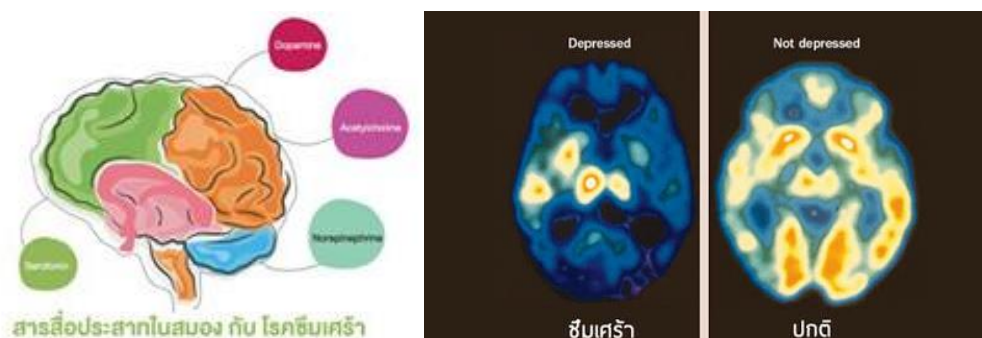 Dopamine
Acetylcholine
Norepinephrine
Serotonin
สารสื่อประสาทในสมอง กับ โรคซึมเศร้า
Depressed
Not depressed
ซึมเศร้า
ปกติ